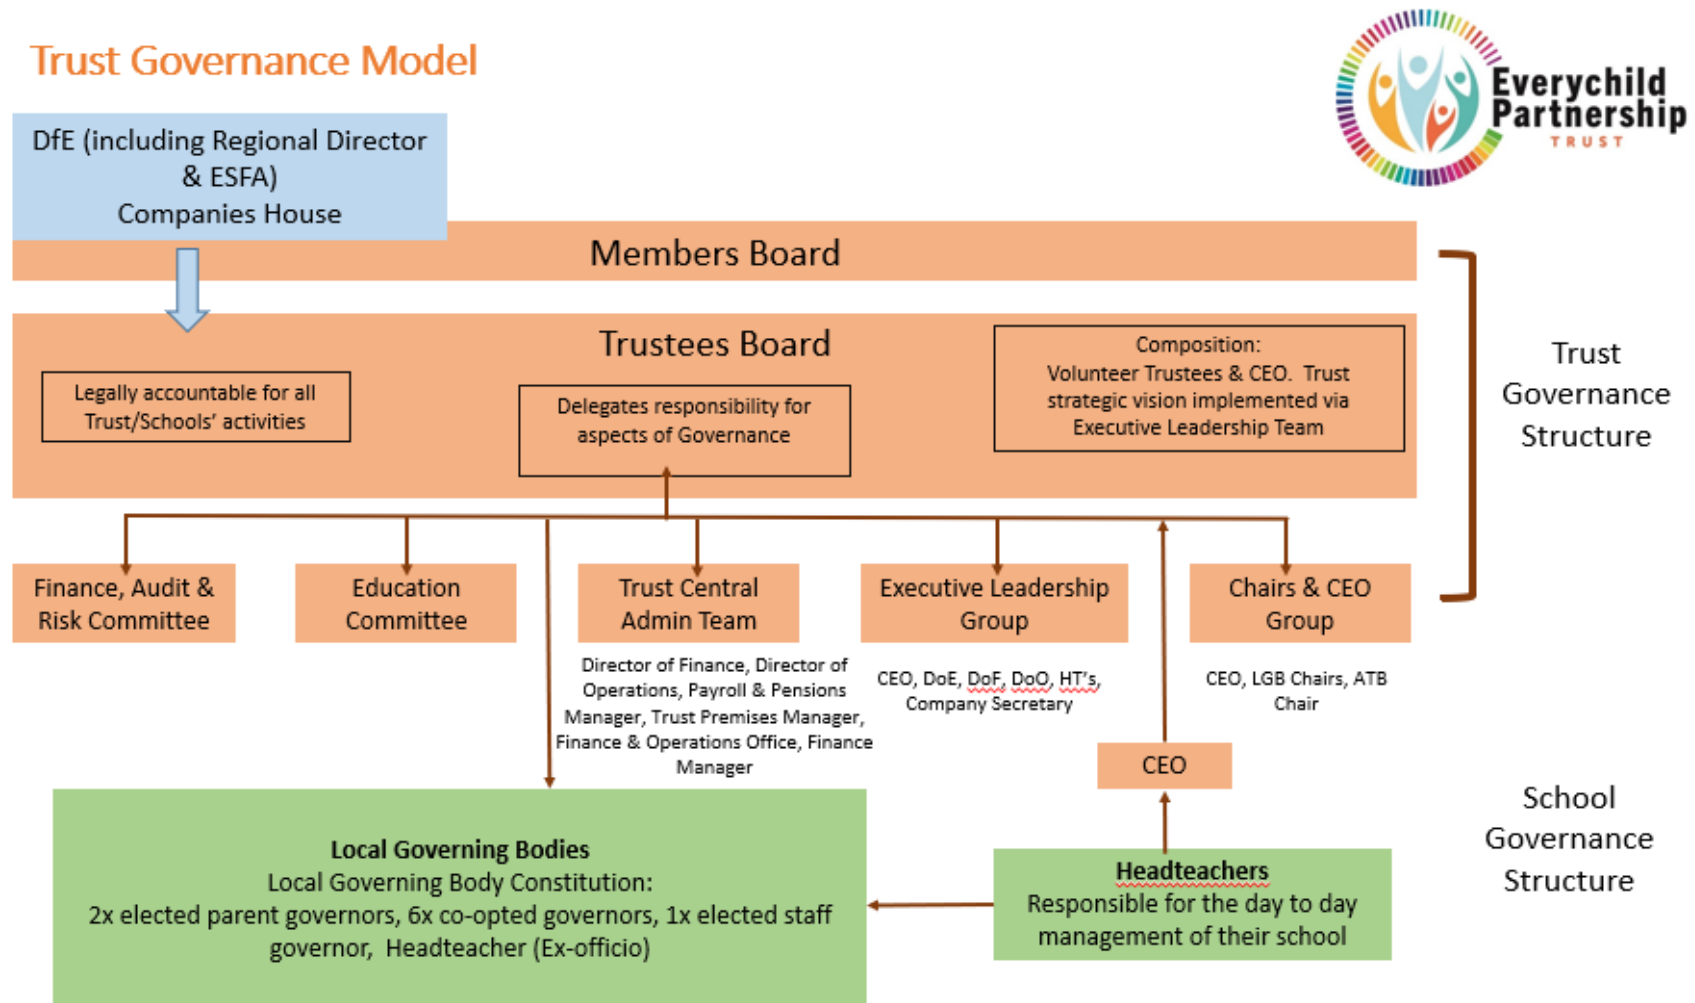 Trust Governance Model
Everychild
Partnership
TRUST
DfE (including Regional Director
& ESFA)
Companies House
Members Board
Trustees Board
Legally accountable for all
Trust/Schools' activities
Delegates responsibility for
aspects of Governance
Composition:
Volunteer Trustees & CEO. Trust
strategic vision implemented via
Executive Leadership Team
Trust
Governance
Structure
Finance, Audit &
Risk Committee
Education
Committee
Trust Central
Admin Team
Director of Finance, Director of
Operations, Payroll & Pensions
Manager, Trust Premises Manager,
Finance & Operations Office, Finance
Manager
Executive Leadership
Group
CEO, DoE, DoF, DoO, HT's,
Company Secretary
Chairs & CEO
Group
CEO, LGB Chairs, ATB
Chair
CEO
School
Governance
Structure
Local Governing Bodies
Local Governing Body Constitution:
2x elected parent governors, 6x co-opted governors, 1x elected staff
governor, Headteacher (Ex-officio)
Headteachers
Responsible for the day to day
management of their school